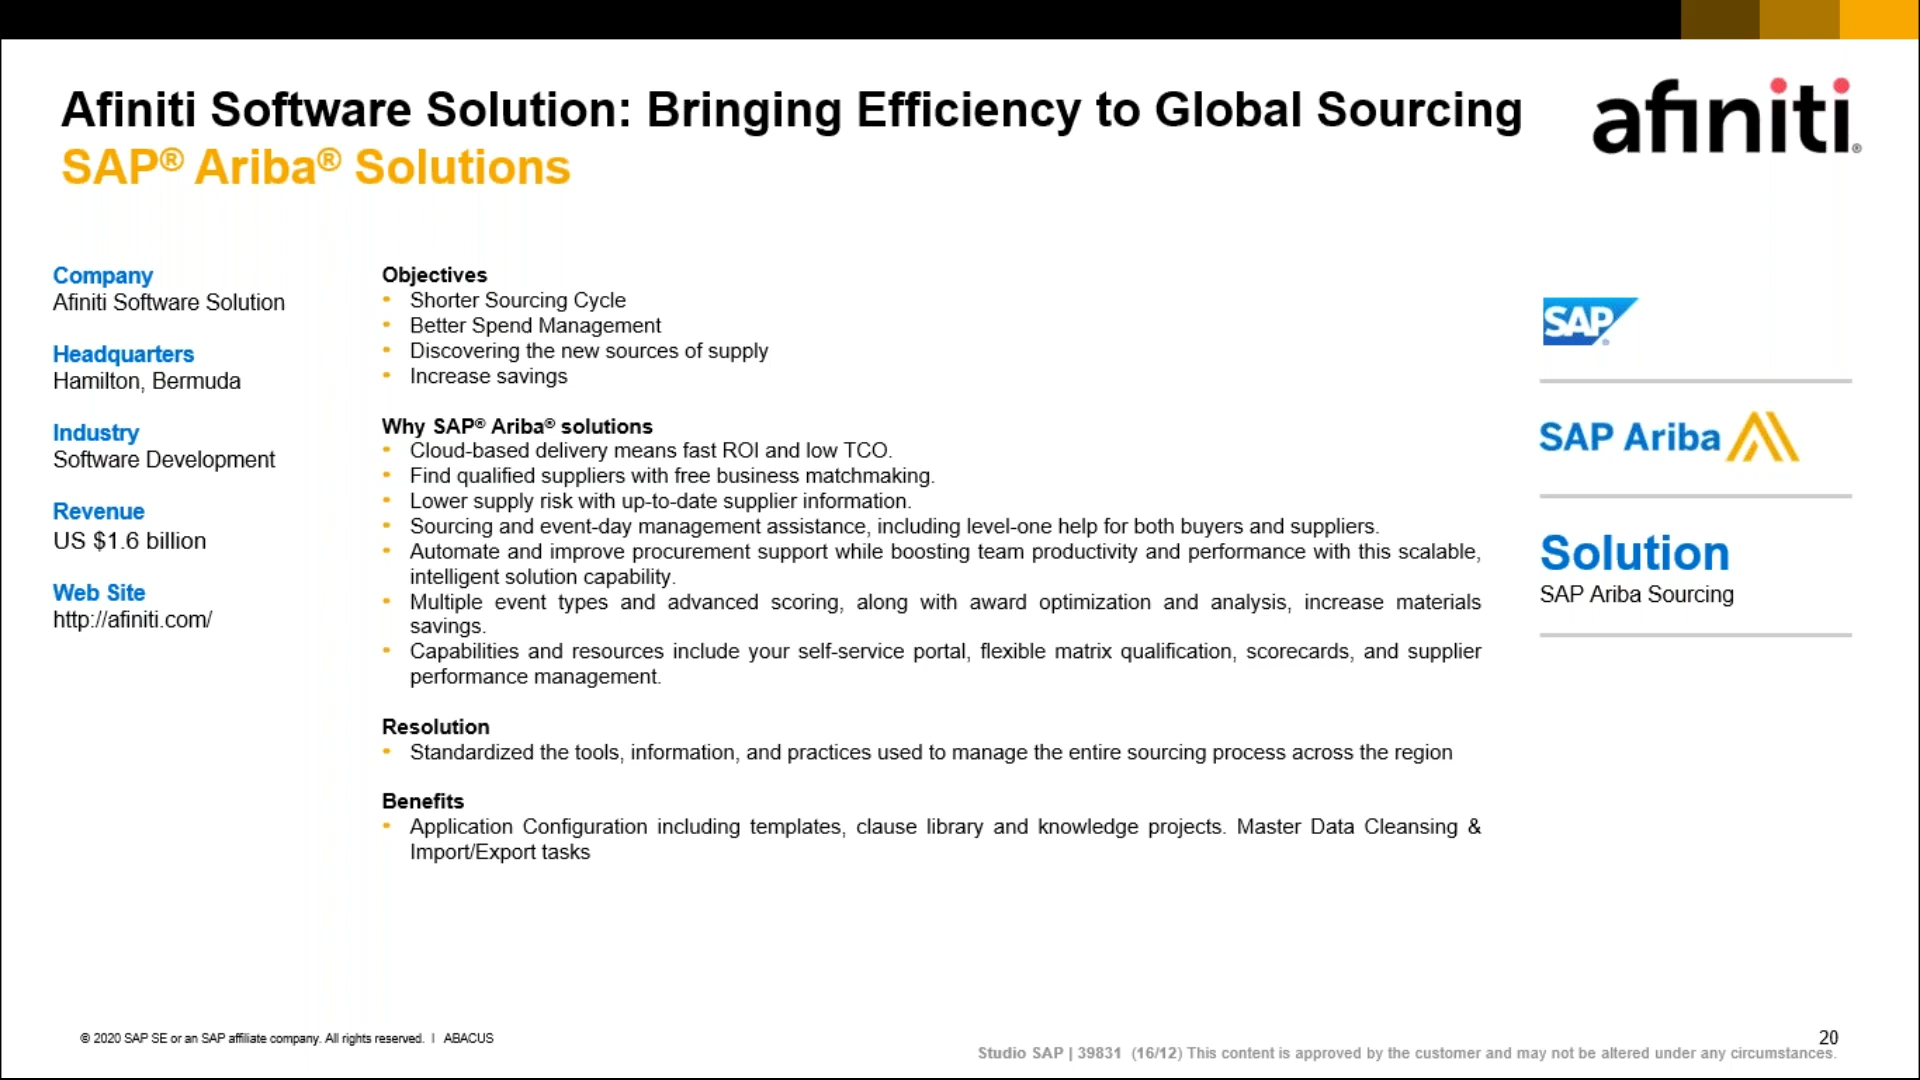 Afiniti Software Solution: Bringing Efficiency to Global Sourcing
SAP® Ariba® Solutions
afiniti®
Company
Afiniti Software Solution
Headquarters
Hamilton, Bermuda
Industry
Software Development
Revenue
US $1.6 billion
Web Site
http://afiniti.com/
Objectives
• Shorter Sourcing Cycle
• Better Spend Management
• Discovering the new sources of supply
• Increase savings
Why SAP® Ariba® solutions
• Cloud-based delivery means fast ROI and low TCO.
• Find qualified suppliers with free business matchmaking.
• Lower supply risk with up-to-date supplier information.
• Sourcing and event-day management assistance, including level-one help for both buyers and suppliers.
• Automate and improve procurement support while boosting team productivity and performance with this scalable,
intelligent solution capability.
• Multiple event types and advanced scoring, along with award optimization and analysis, increase materials
savings.
• Capabilities and resources include your self-service portal, flexible matrix qualification, scorecards, and supplier
performance management.
Resolution
• Standardized the tools, information, and practices used to manage the entire sourcing process across the region
Benefits
• Application Configuration including templates, clause library and knowledge projects. Master Data Cleansing &
Import/Export tasks
SAP®
SAP Ariba
Solution
SAP Ariba Sourcing
© 2020 SAP SE or an SAP affiliate company. All rights reserved. | ABACUS
20
Studio SAP | 39831 (16/12) This content is approved by the customer and may not be altered under any circumstances.